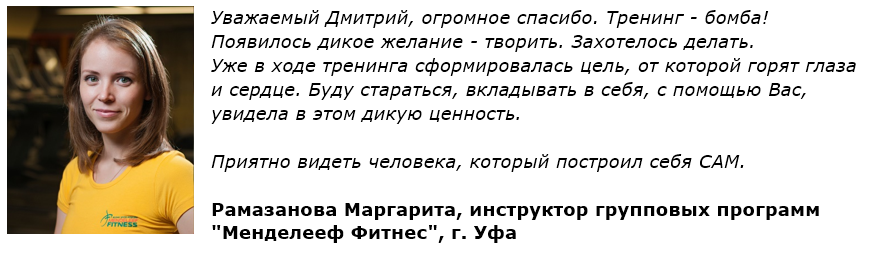 Уважаемый Дмитрий, огромное спасибо. Тренинг - бомба!
Появилось дикое желание - творить. Захотелось делать.
Уже в ходе тренинга сформировалась цель, от которой горят глаза
и сердце. Буду стараться, вкладывать в себя, с помощью Вас,
увидела в этом дикую ценность.
Приятно видеть человека, который построил себя САМ.
Рамазанова Маргарита, инструктор групповых программ
"Менделееф Фитнес", г. Уфа
FITNESS